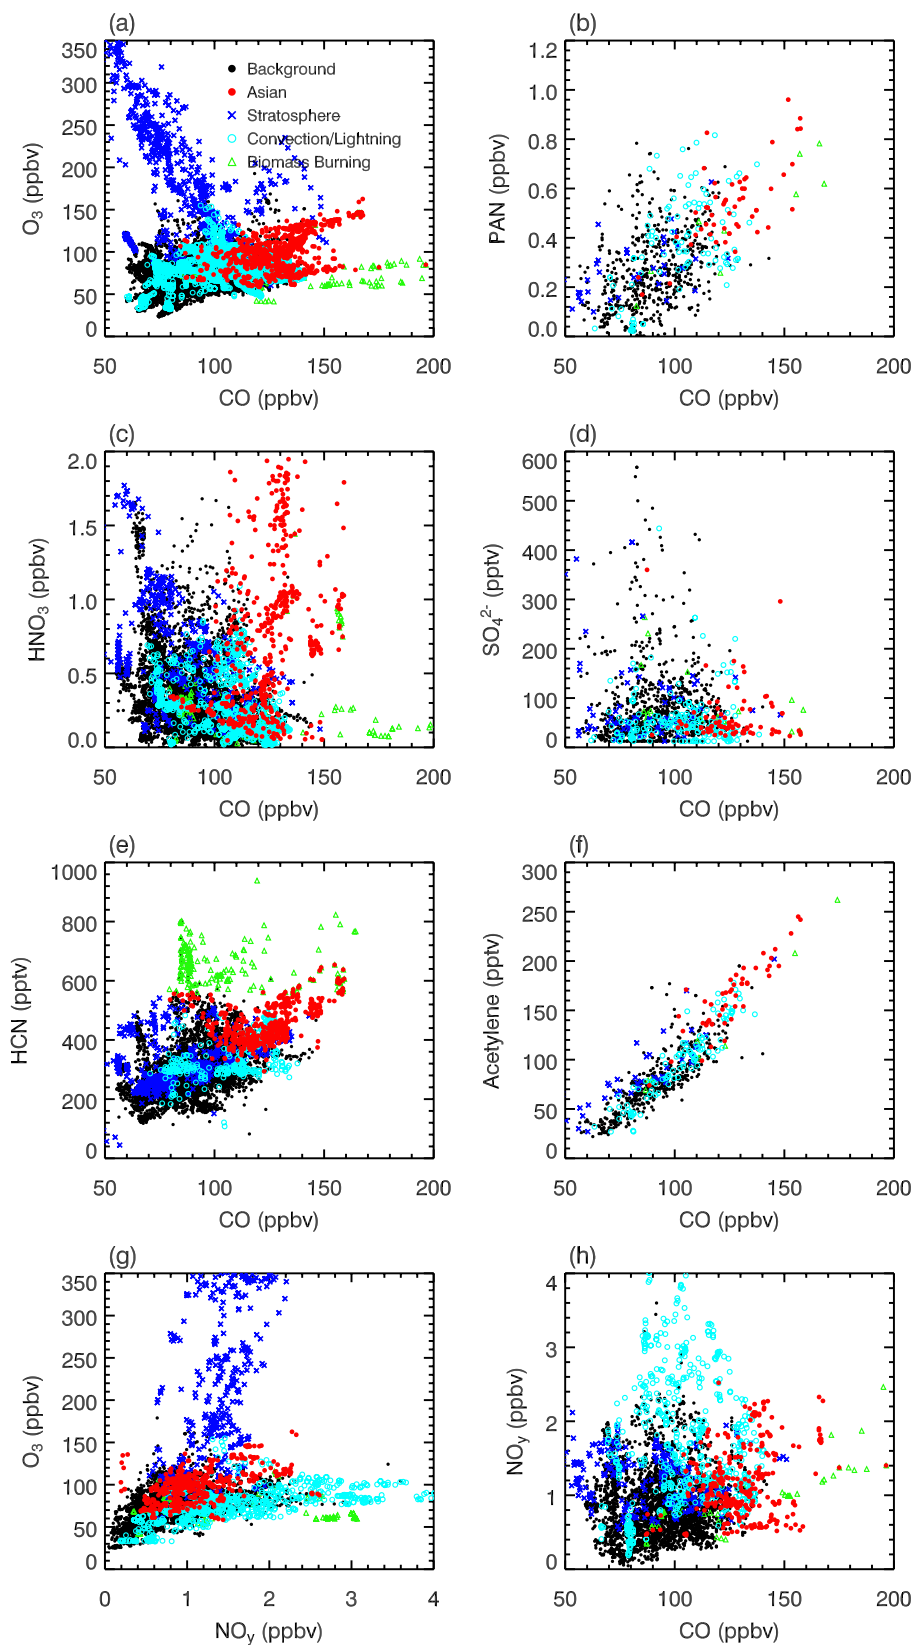 (a)
350
300
250
200
150
100
50
0
O3 (ppbv)
Background
Asian
Stratosphere
Convection/Lightning
Biomass Burning
50 100 150 200
CO (ppbv)
(b)
1.2
1.0
0.8
0.6
0.4
0.2
0.0
PAN (ppbv)
50 100 150 200
CO (ppbv)
(c)
2.0
1.5
1.0
0.5
0.0
HNO3 (ppbv)
50 100 150 200
CO (ppbv)
(d)
600
500
400
300
200
100
0
SO4²⁻ (pptv)
50 100 150 200
CO (ppbv)
(e)
1000
800
600
400
200
0
HCN (pptv)
50 100 150 200
CO (ppbv)
(f)
300
250
200
150
100
50
0
Acetylene (pptv)
50 100 150 200
CO (ppbv)
(g)
350
300
250
200
150
100
50
0
O3 (ppbv)
0 1 2 3 4
NOy (ppbv)
(h)
4
3
2
1
0
NOy (ppbv)
50 100 150 200
CO (ppbv)